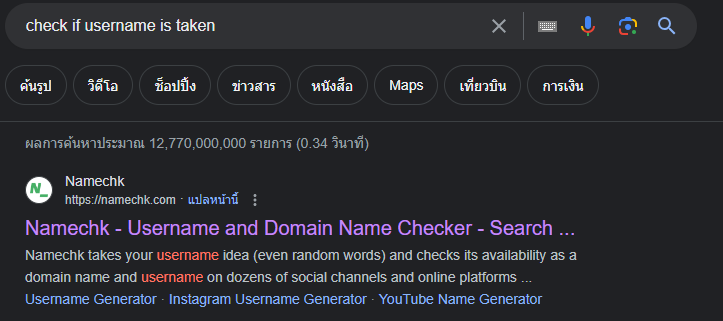 check if username is taken
ค้นรูป วิดีโอ ช็อปปิ้ง ข่าวสาร หนังสือ Maps เที่ยวบิน การเงิน
ผลการค้นหาประมาณ 12,770,000,000 รายการ (0.34 วินาที)
N_
Namechk
https://namechk.com · แปลหน้านี้
Namechk - Username and Domain Name Checker - Search ...
Namechk takes your username idea (even random words) and checks its availability as a
domain name and username on dozens of social channels and online platforms ...
Username Generator · Instagram Username Generator · YouTube Name Generator